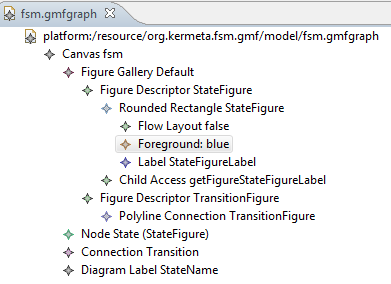 fsm.gmfgraph
platform:/resource/org.kermeta.fsm.gmf/model/fsm.gmfgraph
Canvas fsm
Figure Gallery Default
Figure Descriptor StateFigure
Rounded Rectangle StateFigure
Flow Layout false
Foreground: blue
Label StateFigureLabel
Child Access getFigureStateFigureLabel
Figure Descriptor TransitionFigure
Polyline Connection TransitionFigure
Node State (StateFigure)
Connection Transition
Diagram Label StateName